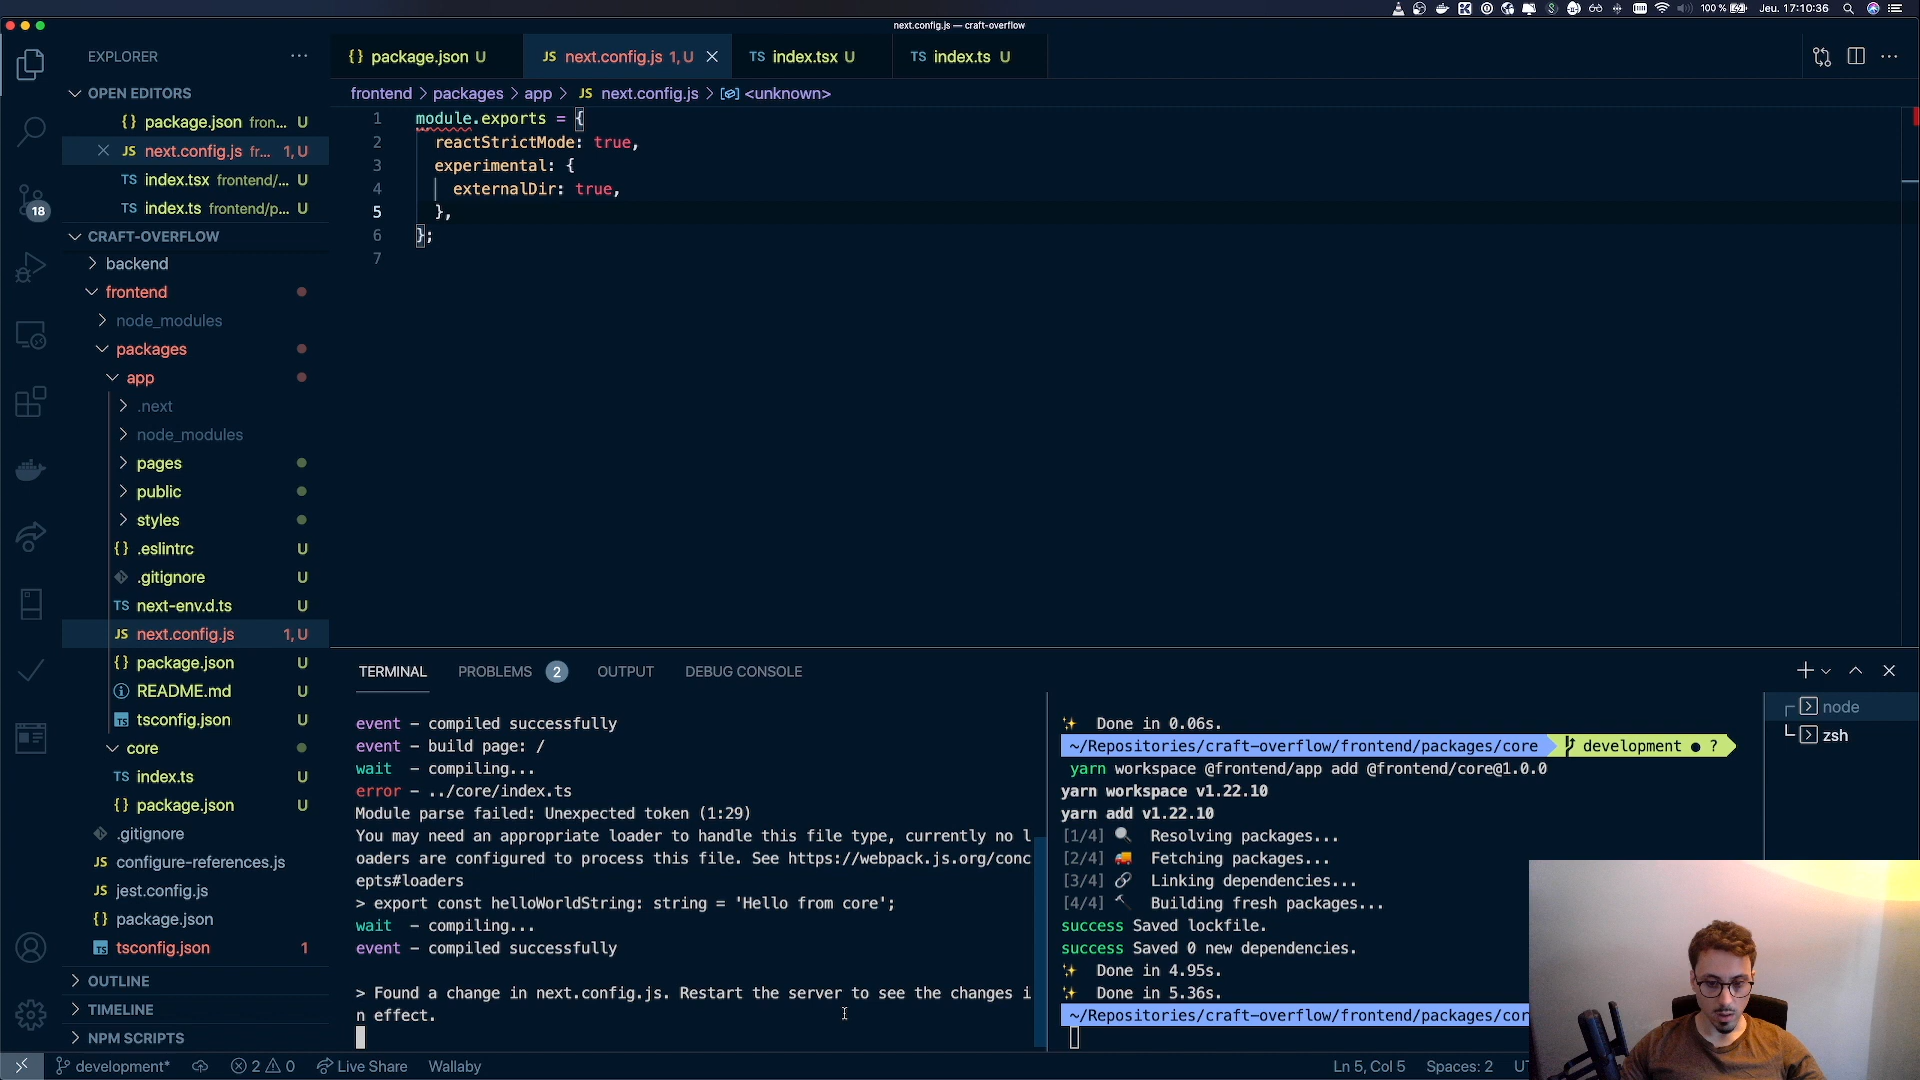 100 %
Jeu. 17:10:36
next.config.js — craft-overflow
EXPLORER
OPEN EDITORS
{} package.json fron... U
JS next.config.js fr... 1, U
TS index.tsx frontend/... U
TS index.ts frontend/p... U
18
CRAFT-OVERFLOW
backend
frontend
node_modules
packages
app
.next
node_modules
pages
public
styles
{} .eslintrc U
.gitignore U
TS next-env.d.ts U
JS next.config.js 1, U
{} package.json U
README.md U
TS tsconfig.json U
core
TS index.ts U
{} package.json U
.gitignore
JS configure-references.js
JS jest.config.js
{} package.json
TS tsconfig.json 1
OUTLINE
TIMELINE
NPM SCRIPTS
{} package.json U
JS next.config.js 1, U
TS index.tsx U
TS index.ts U
frontend > packages > app > JS next.config.js > <unknown>
1 module.exports = {
2 reactStrictMode: true,
3 experimental: {
4 externalDir: true,
5 },
6 };
7
TERMINAL PROBLEMS 2 OUTPUT DEBUG CONSOLE
event - compiled successfully
event - build page: /
wait - compiling...
error - ../core/index.ts
Module parse failed: Unexpected token (1:29)
You may need an appropriate loader to handle this file type, currently no l
oaders are configured to process this file. See https://webpack.js.org/conc
epts#loaders
> export const helloWorldString: string = 'Hello from core';
wait - compiling...
event - compiled successfully
> Found a change in next.config.js. Restart the server to see the changes i
n effect.
Done in 0.06s.
~/Repositories/craft-overflow/frontend/packages/core development ● ?
yarn workspace @frontend/app add @frontend/core@1.0.0
yarn workspace v1.22.10
yarn add v1.22.10
[1/4] Resolving packages...
[2/4] Fetching packages...
[3/4] Linking dependencies...
[4/4] Building fresh packages...
success Saved lockfile.
success Saved 0 new dependencies.
Done in 4.95s.
Done in 5.36s.
~/Repositories/craft-overflow/frontend/packages/cor
node
zsh
development*
2 0
Live Share
Wallaby
Ln 5, Col 5
Spaces: 2
UT